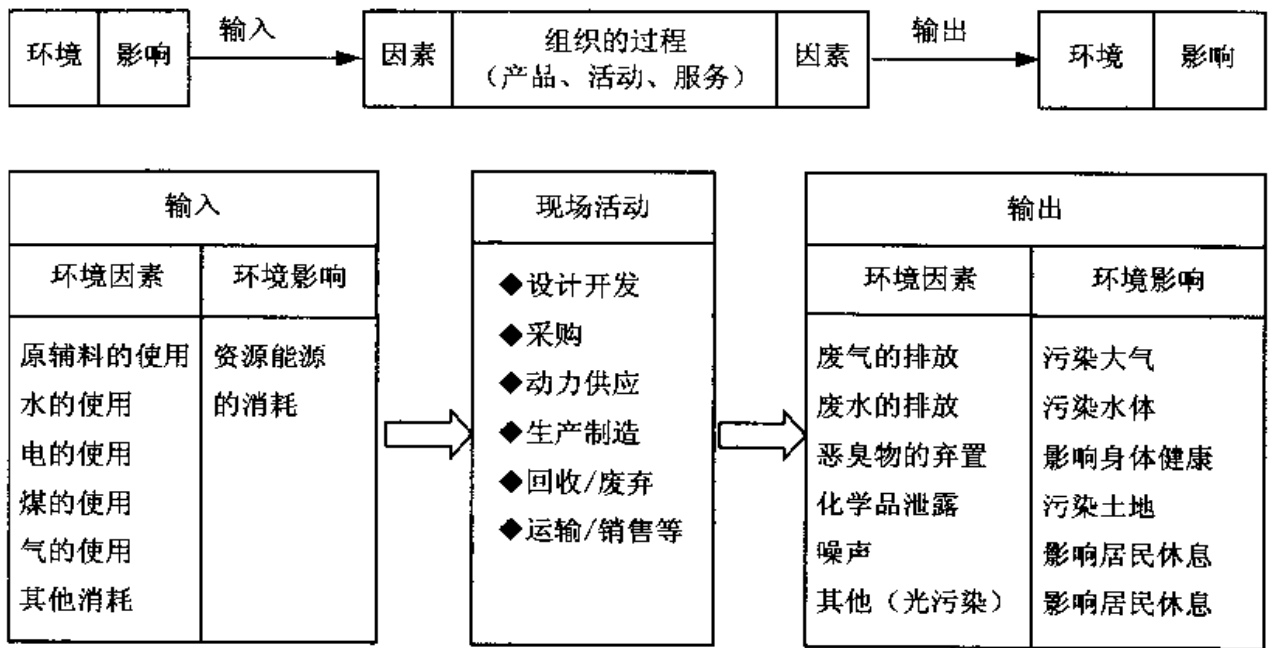 环境 影响 输入 因素 组织的过程 因素 输出 环境 影响
（产品、活动、服务）
输入
环境因素 环境影响
原辅料的使用 资源能源
水的使用 的消耗
电的使用
煤的使用
气的使用
其他消耗
现场活动
◆设计开发
◆采购
◆动力供应
◆生产制造
◆回收/废弃
◆运输/销售等
输出
环境因素 环境影响
废气的排放 污染大气
废水的排放 污染水体
恶臭物的弃置 影响身体健康
化学品泄露 污染土地
噪声 影响居民休息
其他（光污染） 影响居民休息